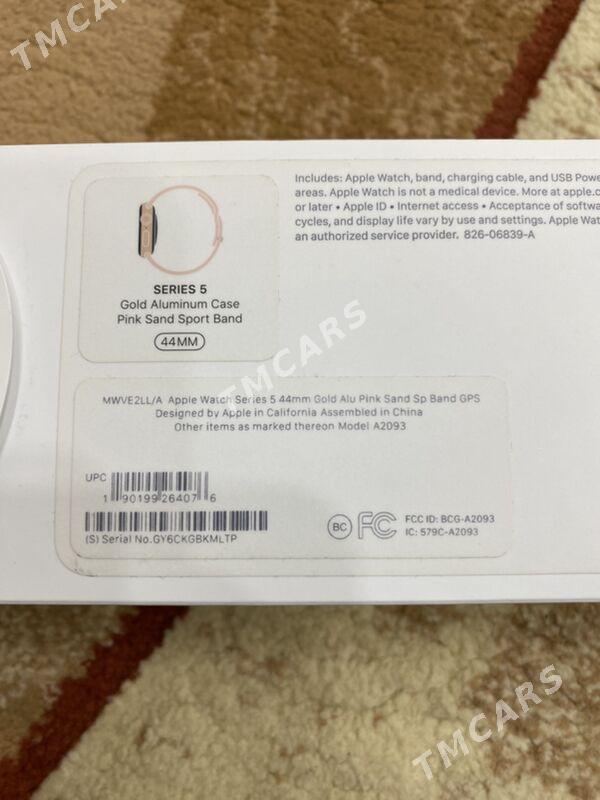 TMCARS
Includes: Apple Watch, band, charging cable, and USB Powe
areas. Apple Watch is not a medical device. More at apple.c
or later • Apple ID • Internet access • Acceptance of softwa
cycles, and display life vary by use and settings. Apple Wat
an authorized service provider. 826-06839-A
SERIES 5
Gold Aluminum Case
Pink Sand Sport Band
44MM
TMCARS
MWVE2LL/A Apple Watch Series 5 44mm Gold Alu Pink Sand Sp Band GPS
Designed by Apple in California Assembled in China
Other items as marked thereon Model A2093
UPC
1 90199 26407 6
(S) Serial No.GY6CKGBKMLTP
BC FC FCC ID: BCG-A2093
IC: 579C-A2093
TMCARS